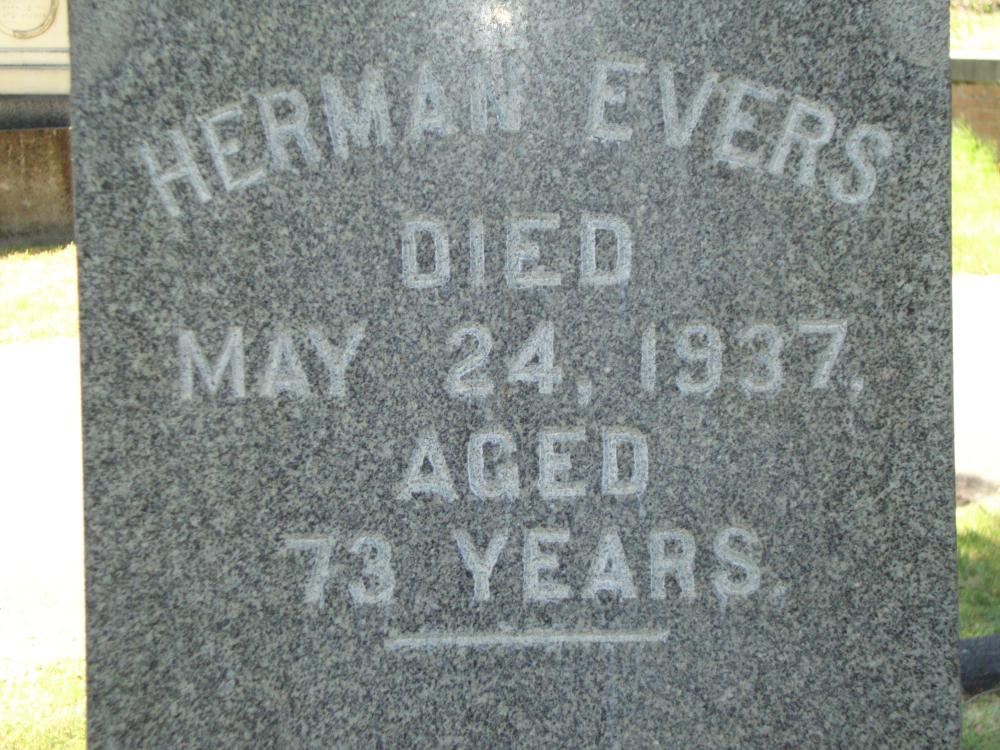 HERMAN EVERS
DIED
MAY 24, 1937.
AGED
73 YEARS.